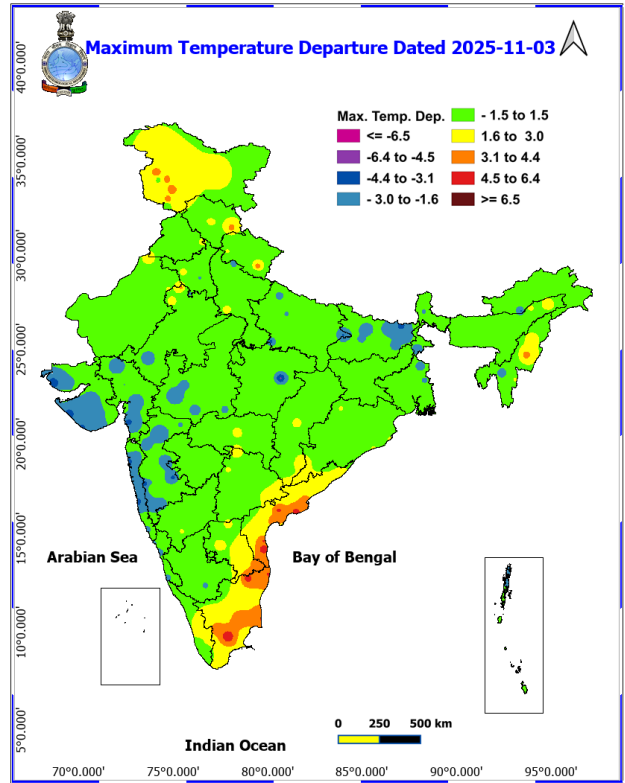 Maximum Temperature Departure Dated 2025-11-03
Max. Temp. Dep.
<= -6.5
-6.4 to -4.5
-4.4 to -3.1
- 3.0 to -1.6
- 1.5 to 1.5
1.6 to 3.0
3.1 to 4.4
4.5 to 6.4
>= 6.5
40°0.000'
35°0.000'
30°0.000'
25°0.000'
20°0.000'
15°0.000'
10°0.000'
5°0.000'
Arabian Sea
Bay of Bengal
Indian Ocean
0 250 500 km
70°0.000' 75°0.000' 80°0.000' 85°0.000' 90°0.000' 95°0.000'